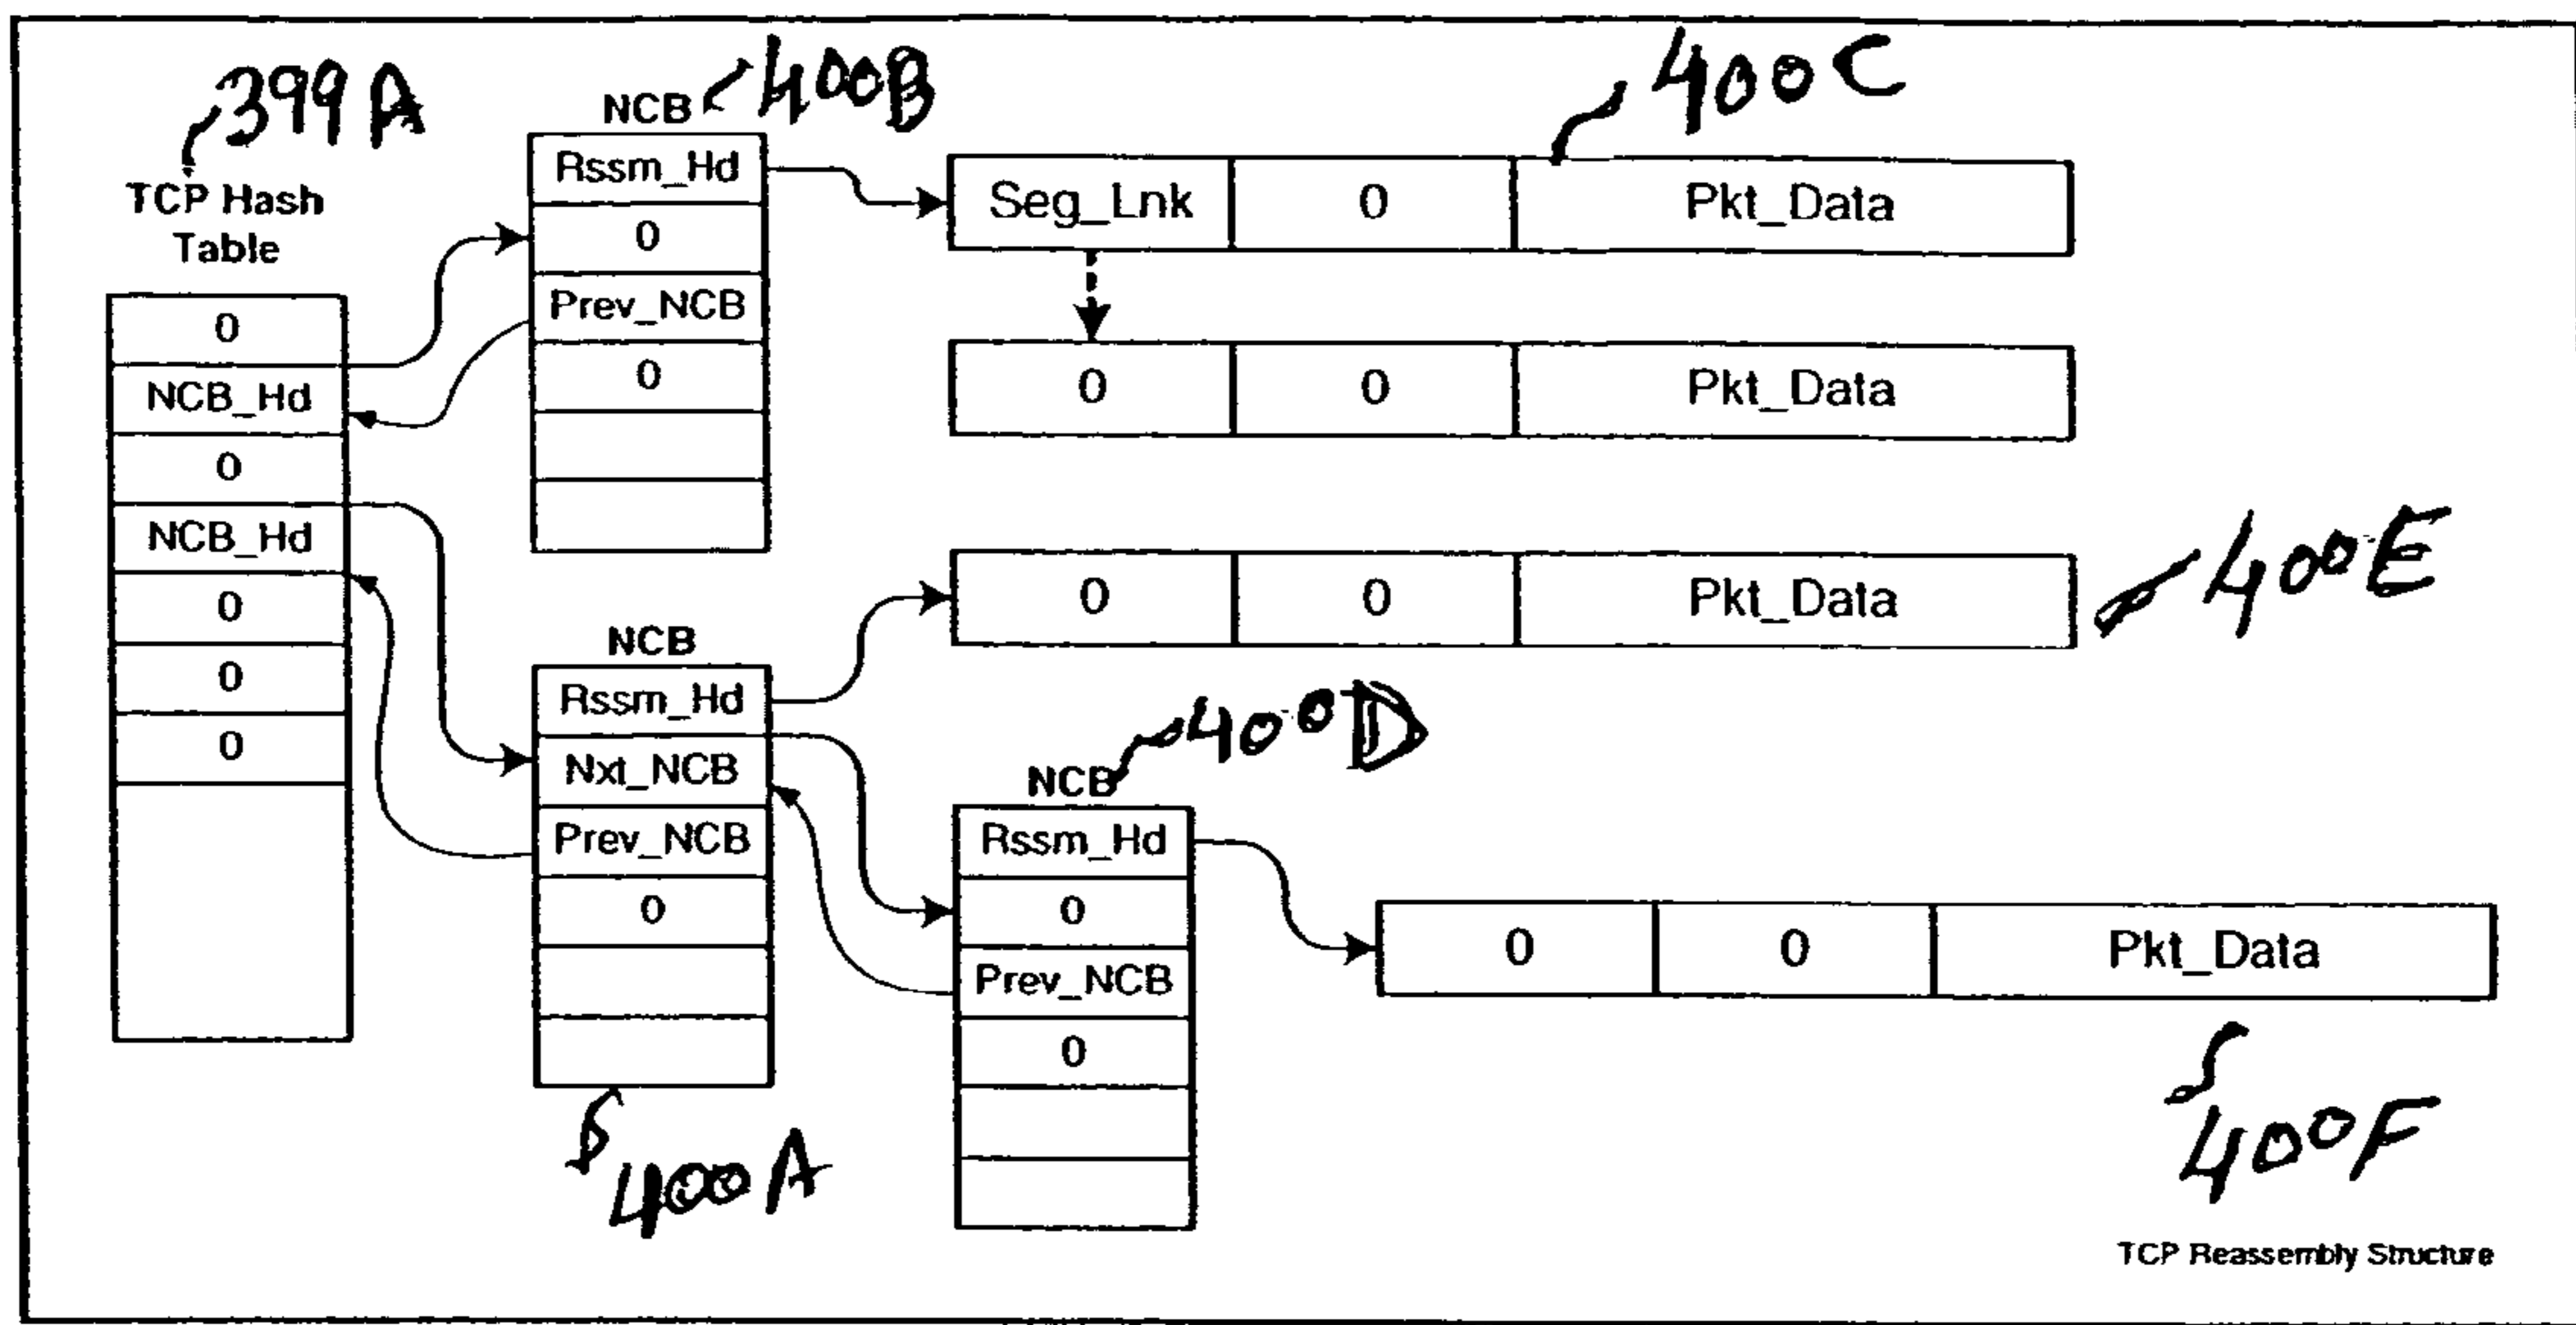 399A
TCP Hash
Table
0
NCB_Hd
0
NCB_Hd
0
0
0
NCB
400B
Rssm_Hd
0
Prev_NCB
0
400C
Seg_Lnk 0 Pkt_Data
0 0 Pkt_Data
0 0 Pkt_Data
400E
NCB
Rssm_Hd
Nxt_NCB
Prev_NCB
0
400A
NCB
400D
Rssm_Hd
0
Prev_NCB
0
0 0 Pkt_Data
400F
TCP Reassembly Structure